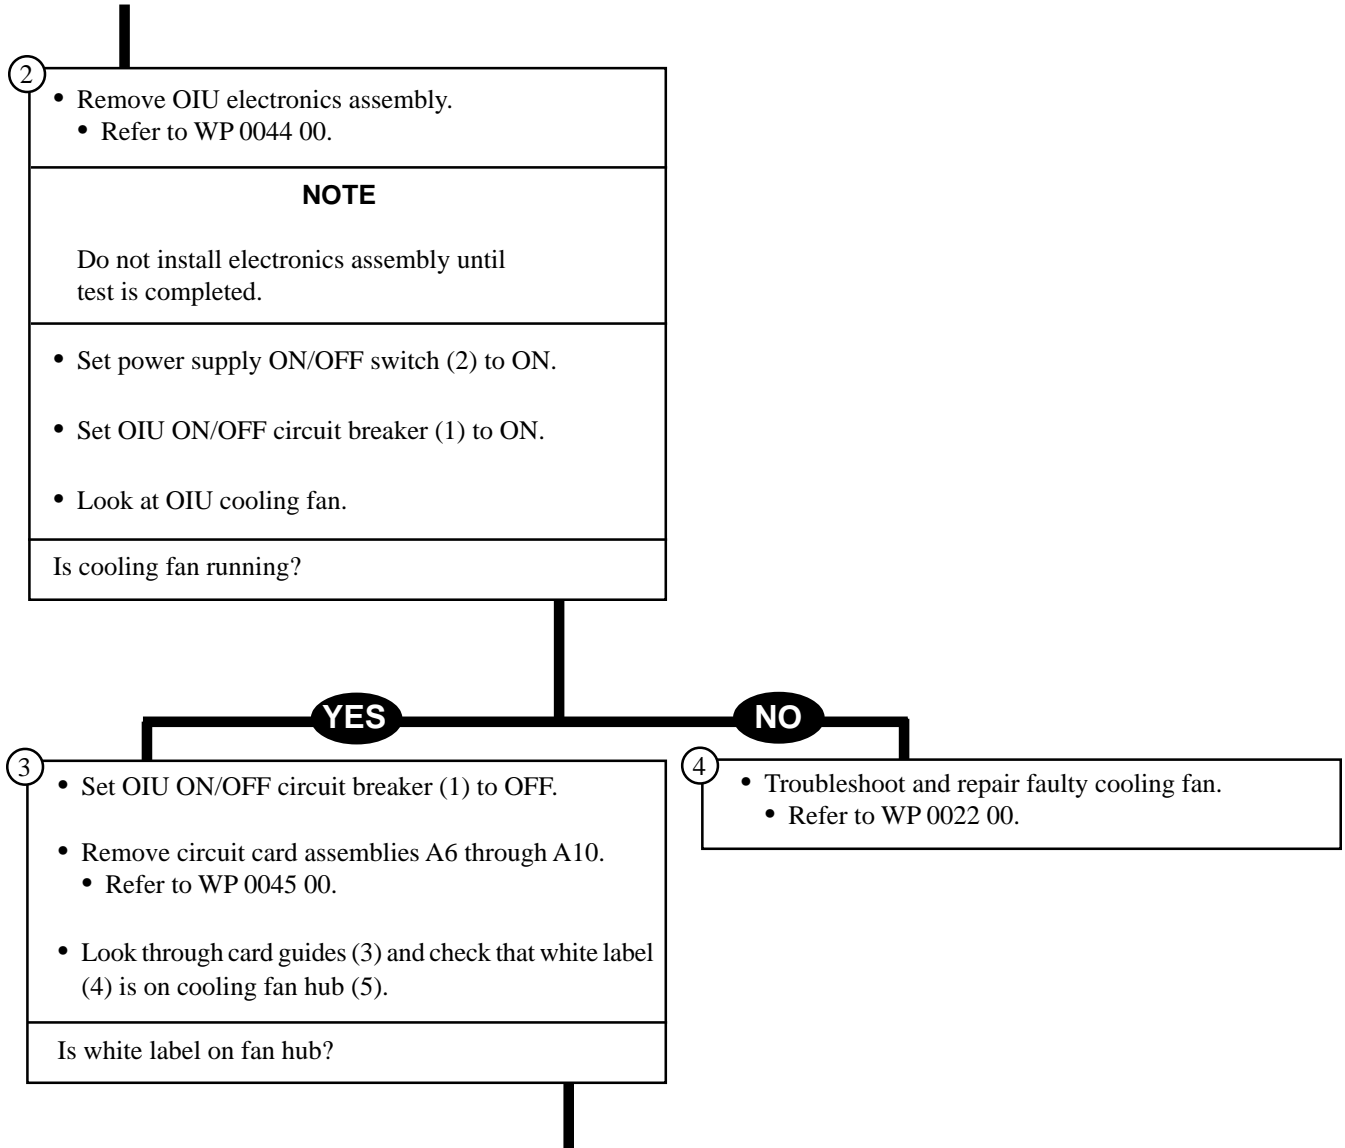 2
• Remove OIU electronics assembly.
• Refer to WP 0044 00.
NOTE
Do not install electronics assembly until
test is completed.
• Set power supply ON/OFF switch (2) to ON.
• Set OIU ON/OFF circuit breaker (1) to ON.
• Look at OIU cooling fan.
Is cooling fan running?
YES
NO
3
• Set OIU ON/OFF circuit breaker (1) to OFF.
• Remove circuit card assemblies A6 through A10.
• Refer to WP 0045 00.
• Look through card guides (3) and check that white label
(4) is on cooling fan hub (5).
Is white label on fan hub?
4
• Troubleshoot and repair faulty cooling fan.
• Refer to WP 0022 00.